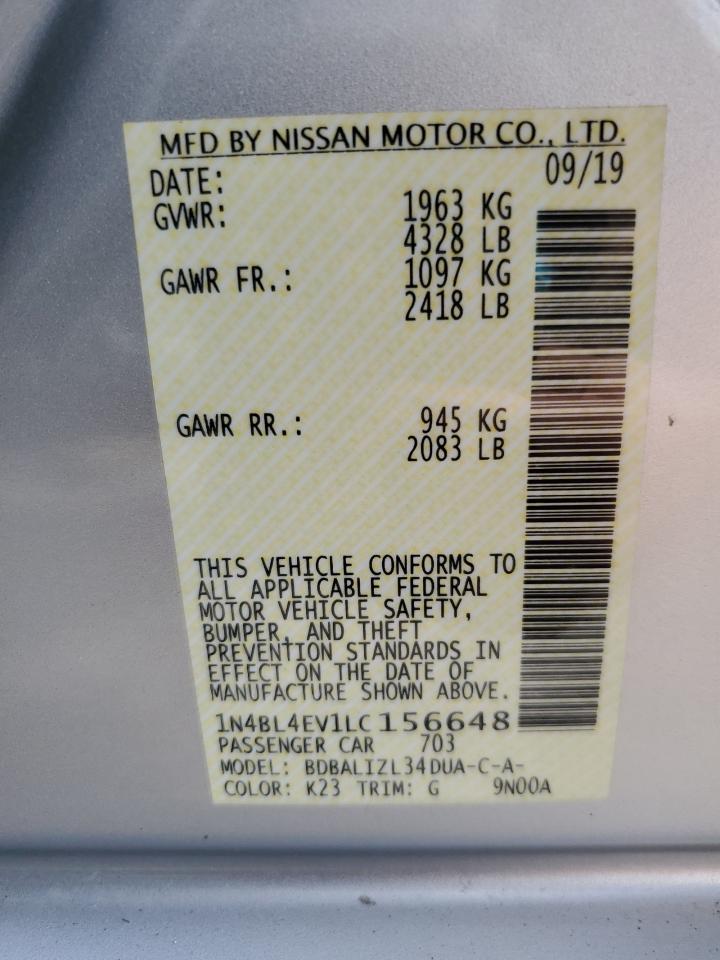 MFD BY NISSAN MOTOR CO., LTD.
DATE: 09/19
GVWR: 1963 KG
4328 LB
GAWR FR.: 1097 KG
2418 LB
GAWR RR.: 945 KG
2083 LB
THIS VEHICLE CONFORMS TO
ALL APPLICABLE FEDERAL
MOTOR VEHICLE SAFETY,
BUMPER, AND THEFT
PREVENTION STANDARDS IN
EFFECT ON THE DATE OF
MANUFACTURE SHOWN ABOVE.
1N4BL4EV1LC156648
PASSENGER CAR 703
MODEL: BDBALIZL34DUA-C-A-
COLOR: K23 TRIM: G 9N00A